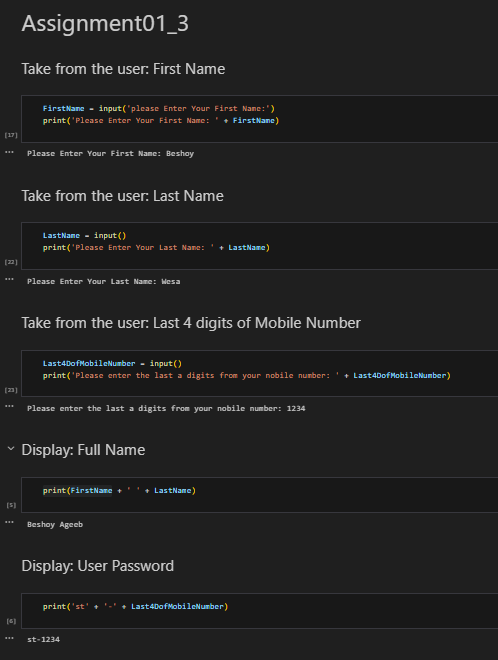 Assignment01_3
Take from the user: First Name
FirstName = input('please Enter Your First Name:')
print('Please Enter Your First Name: ' + FirstName)
[17]
... Please Enter Your First Name: Beshoy
Take from the user: Last Name
LastName = input()
print('Please Enter Your Last Name: ' + LastName)
[22]
... Please Enter Your Last Name: Wesa
Take from the user: Last 4 digits of Mobile Number
Last4DofMobileNumber = input()
print('Please enter the last a digits from your nobile number: ' + Last4DofMobileNumber)
[23]
... Please enter the last a digits from your nobile number: 1234
Display: Full Name
print(FirstName + ' ' + LastName)
[5]
... Beshoy Ageeb
Display: User Password
print('st' + '-' + Last4DofMobileNumber)
[6]
... st-1234